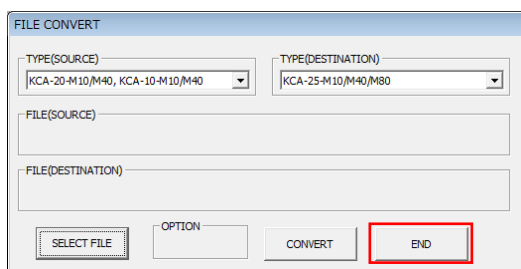 FILE CONVERT
TYPE(SOURCE)
TYPE(DESTINATION)
KCA-20-M10/M40, KCA-10-M10/M40
KCA-25-M10/M40/M80
FILE(SOURCE)
FILE(DESTINATION)
OPTION
SELECT FILE
CONVERT
END